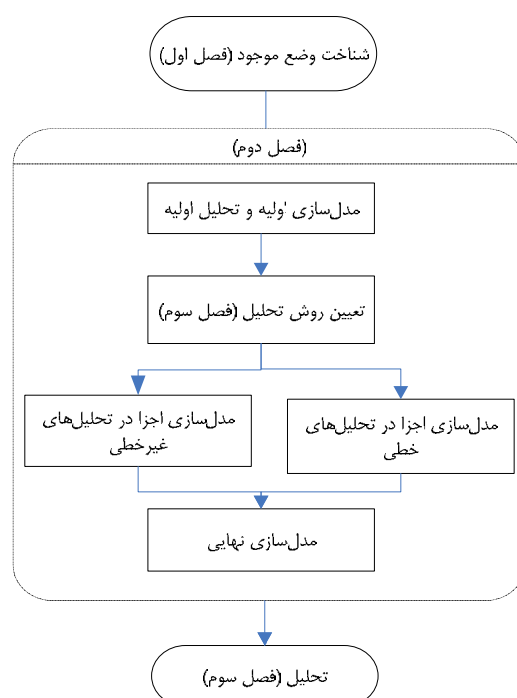 شناخت وضع موجود (فصل اول)
(فصل دوم)
مدل‌سازی اولیه و تحلیل اولیه
تعیین روش تحلیل (فصل سوم)
مدل‌سازی اجزا در تحلیل‌های
خطی
مدل‌سازی اجزا در تحلیل‌های
غیرخطی
مدل‌سازی نهایی
تحلیل (فصل سوم)